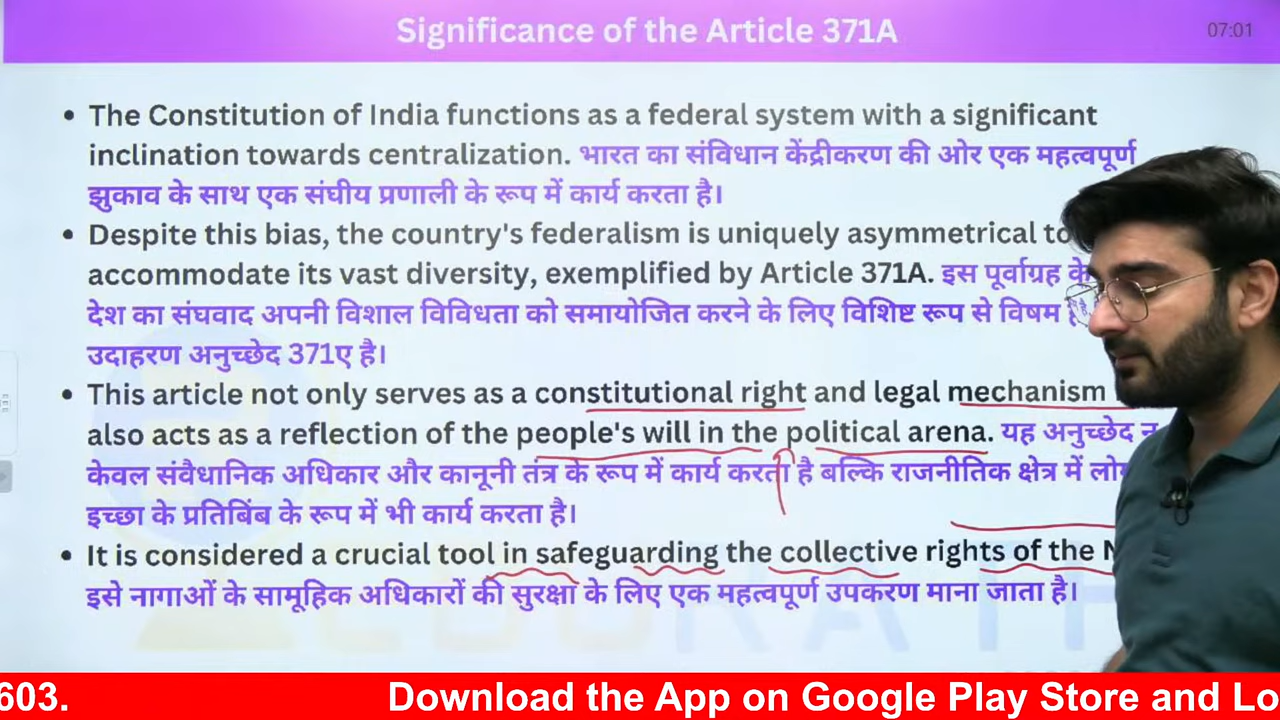 Significance of the Article 371A
07:01
• The Constitution of India functions as a federal system with a significant
inclination towards centralization. भारत का संविधान केंद्रीकरण की ओर एक महत्वपूर्ण
झुकाव के साथ एक संघीय प्रणाली के रूप में कार्य करता है।
• Despite this bias, the country's federalism is uniquely asymmetrical to
accommodate its vast diversity, exemplified by Article 371A. इस पूर्वाग्रह के
देश का संघवाद अपनी विशाल विविधता को समायोजित करने के लिए विशिष्ट रूप से विषम
उदाहरण अनुच्छेद 371ए है।
• This article not only serves as a constitutional right and legal mechanism
also acts as a reflection of the people's will in the political arena. यह अनुच्छेद न
केवल संवैधानिक अधिकार और कानूनी तंत्र के रूप में कार्य करता है बल्कि राजनीतिक क्षेत्र में
इच्छा के प्रतिबिंब के रूप में भी कार्य करता है।
• It is considered a crucial tool in safeguarding the collective rights of the
इसे नागाओं के सामूहिक अधिकारों की सुरक्षा के लिए एक महत्वपूर्ण उपकरण माना जाता है।
603. Download the App on Google Play Store and Lo